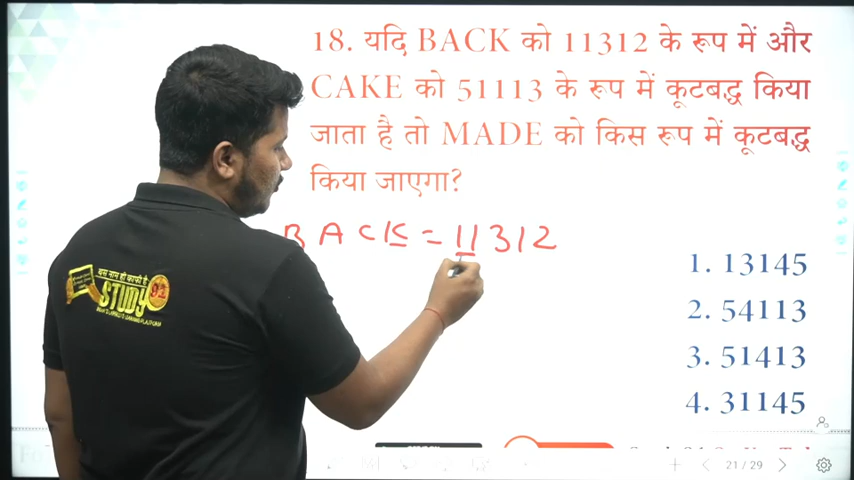 18. यदि BACK को 11312 के रूप में और
CAKE को 51113 के रूप में कूटबद्ध किया
जाता है तो MADE को किस रूप में कूटबद्ध
किया जाएगा?
BACK = 11312
1. 13145
2. 54113
3. 51413
4. 31145
STUDY
21 / 29